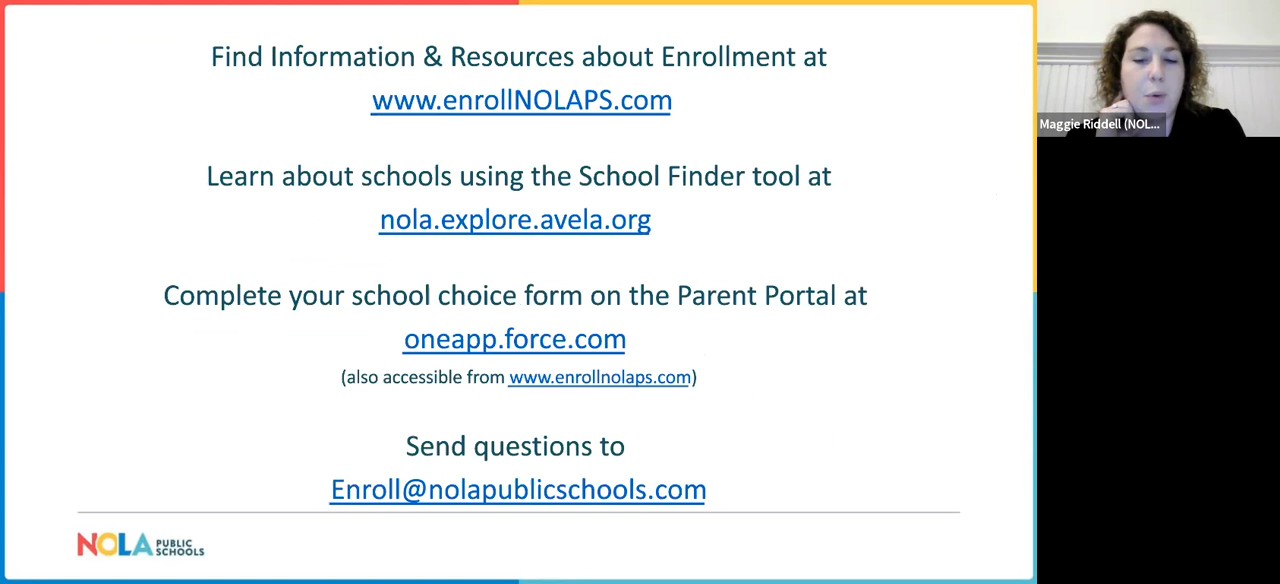 Find Information & Resources about Enrollment at
www.enrollNOLAPS.com
Learn about schools using the School Finder tool at
nola.explore.avela.org
Complete your school choice form on the Parent Portal at
oneapp.force.com
(also accessible from www.enrollnolaps.com)
Send questions to
Enroll@nolapublicschools.com
NOLA PUBLIC
SCHOOLS
Maggie Riddell (NOL...